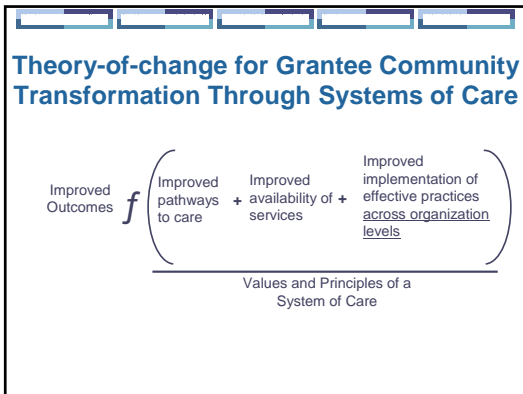 Theory-of-change for Grantee Community
Transformation Through Systems of Care
Improved
Outcomes
ƒ
Improved
pathways
to care
+
Improved
availability of
services
+
Improved
implementation of
effective practices
across organization
levels
Values and Principles of a
System of Care